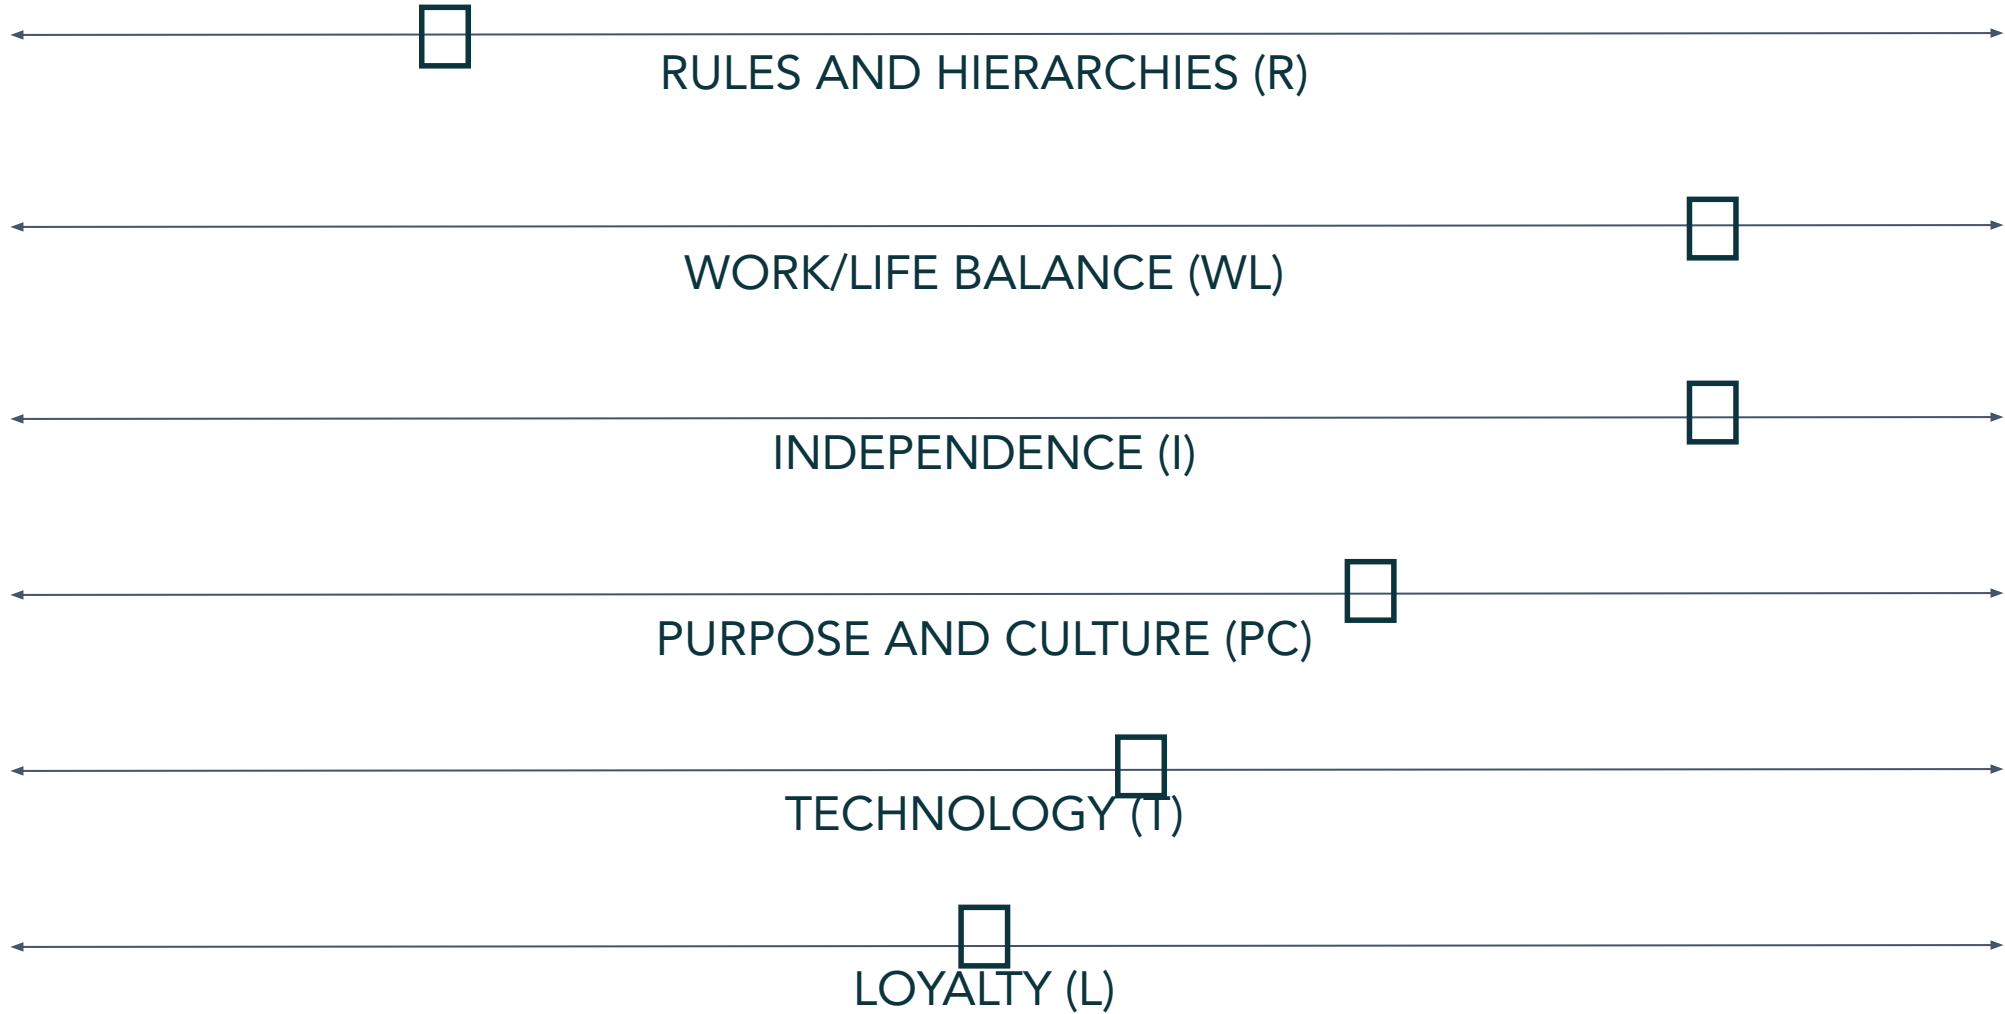 RULES AND HIERARCHIES (R)
WORK/LIFE BALANCE (WL)
INDEPENDENCE (I)
PURPOSE AND CULTURE (PC)
TECHNOLOGY (T)
LOYALTY (L)